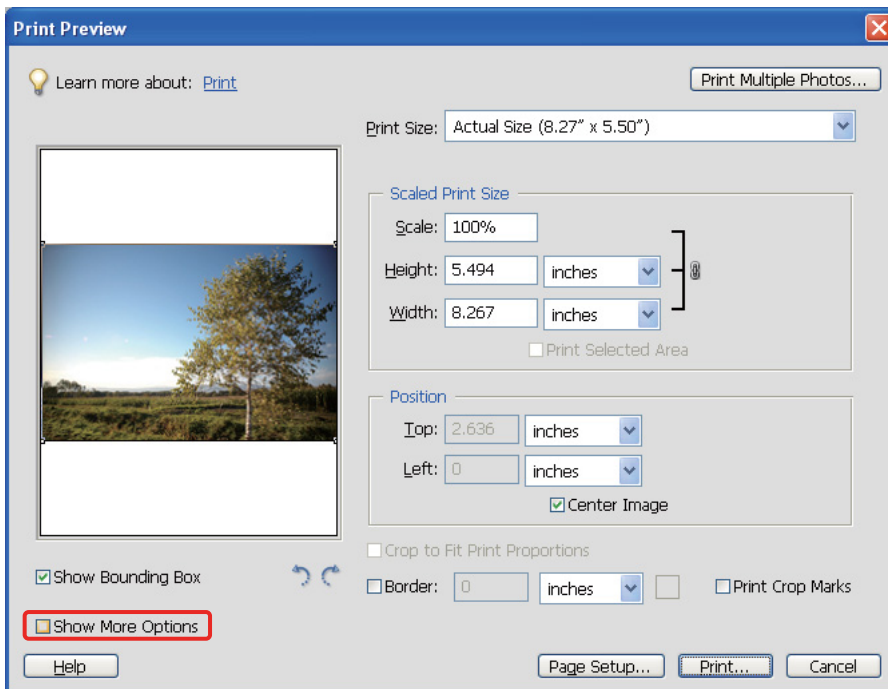 Print Preview
Learn more about: Print
Print Multiple Photos...
Print Size: Actual Size (8.27" x 5.50")
Scaled Print Size
Scale: 100%
Height: 5.494 inches
Width: 8.267 inches
Print Selected Area
Position
Top: 2.636 inches
Left: 0 inches
Center Image
Crop to Fit Print Proportions
Show Bounding Box
Border: 0 inches Print Crop Marks
Show More Options
Help Page Setup... Print... Cancel